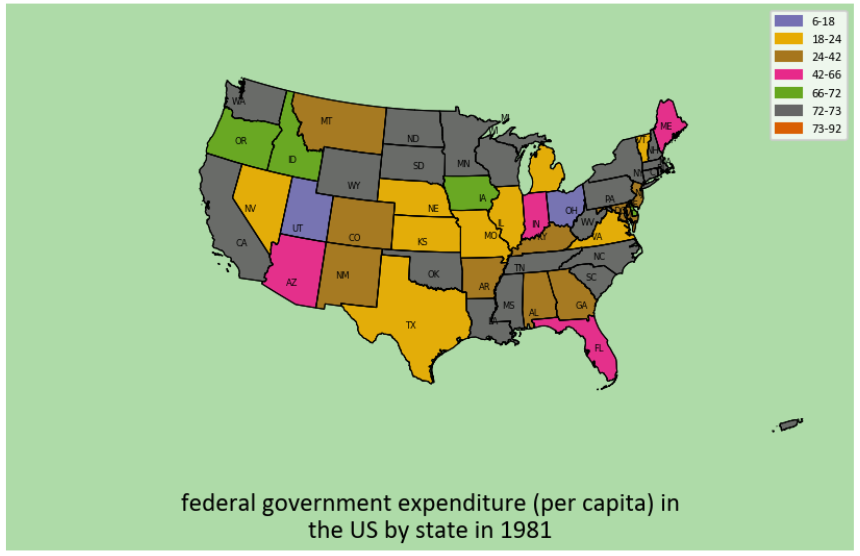 6-18
18-24
24-42
42-66
66-72
72-73
73-92
WA
MT
ND
MN
MI
ME
VT
NH
OR
ID
SD
WI
NY
WY
IA
PA
NV
UT
NE
IL
IN
OH
WV
CA
CO
KS
MO
KY
VA
AZ
NM
OK
AR
TN
NC
SC
TX
LA
MS
AL
GA
FL
federal government expenditure (per capita) in
the US by state in 1981